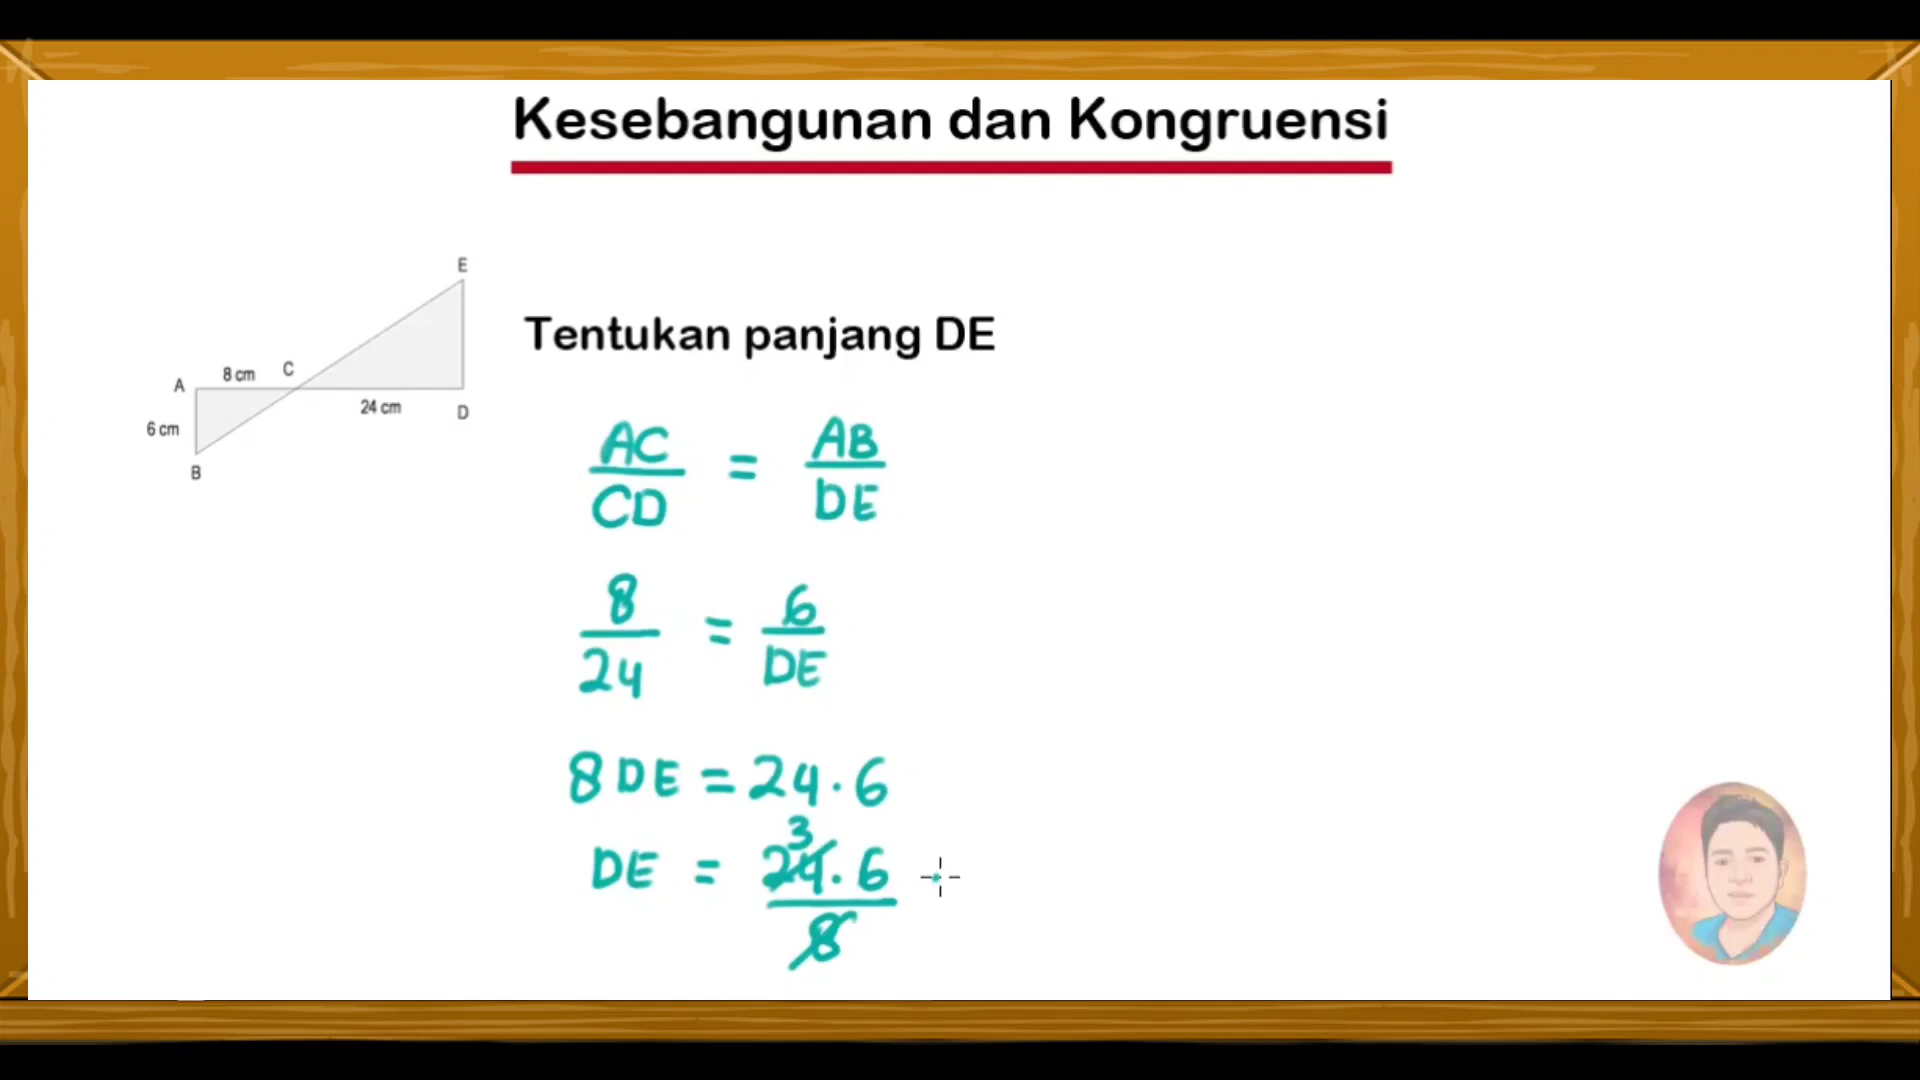 Kesebangunan dan Kongruensi
E
Tentukan panjang DE
8 cm
C
A
24 cm
D
6 cm
B
AC/CD = AB/DE
8/24 = 6/DE
8 DE = 24 . 6
3
DE = 24 . 6 / 8